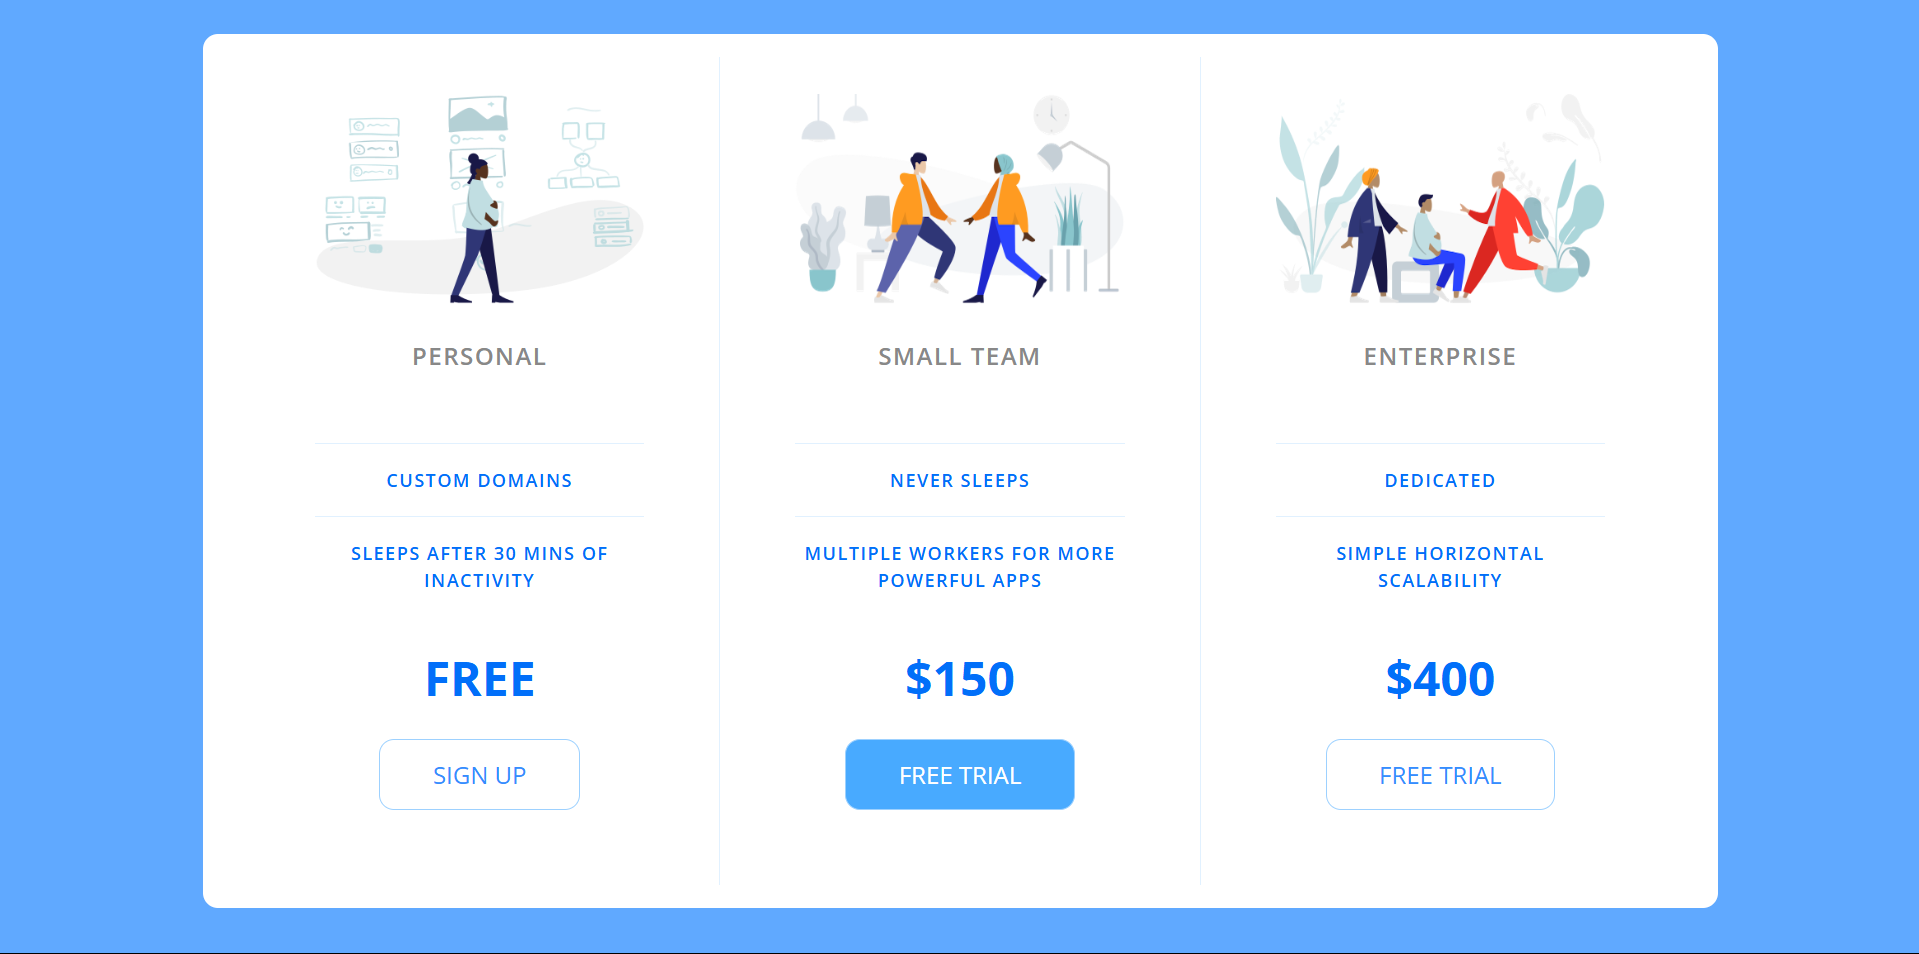 PERSONAL
CUSTOM DOMAINS
SLEEPS AFTER 30 MINS OF
INACTIVITY
FREE
SIGN UP
SMALL TEAM
NEVER SLEEPS
MULTIPLE WORKERS FOR MORE
POWERFUL APPS
$150
FREE TRIAL
ENTERPRISE
DEDICATED
SIMPLE HORIZONTAL
SCALABILITY
$400
FREE TRIAL